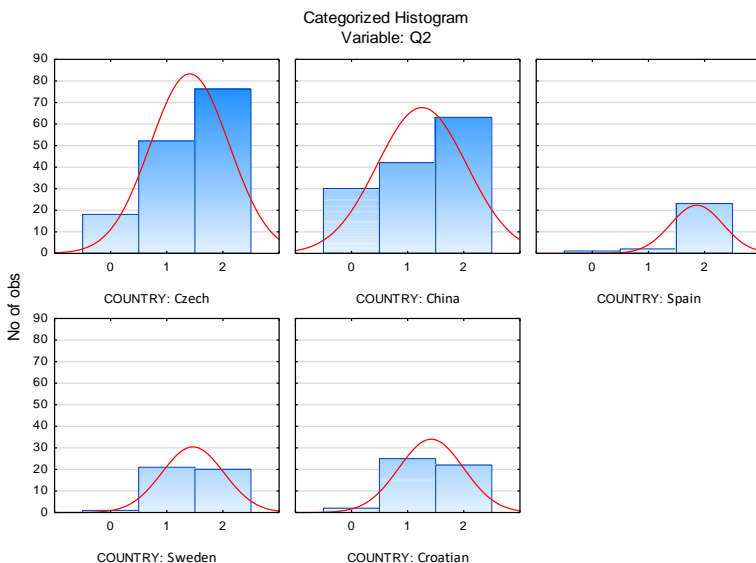 Categorized Histogram
Variable: Q2
No of obs
90
80
70
60
50
40
30
20
10
0
0 1 2
0 1 2
0 1 2
COUNTRY: Czech
COUNTRY: China
COUNTRY: Spain
90
80
70
60
50
40
30
20
10
0
0 1 2
0 1 2
COUNTRY: Sweden
COUNTRY: Croatian